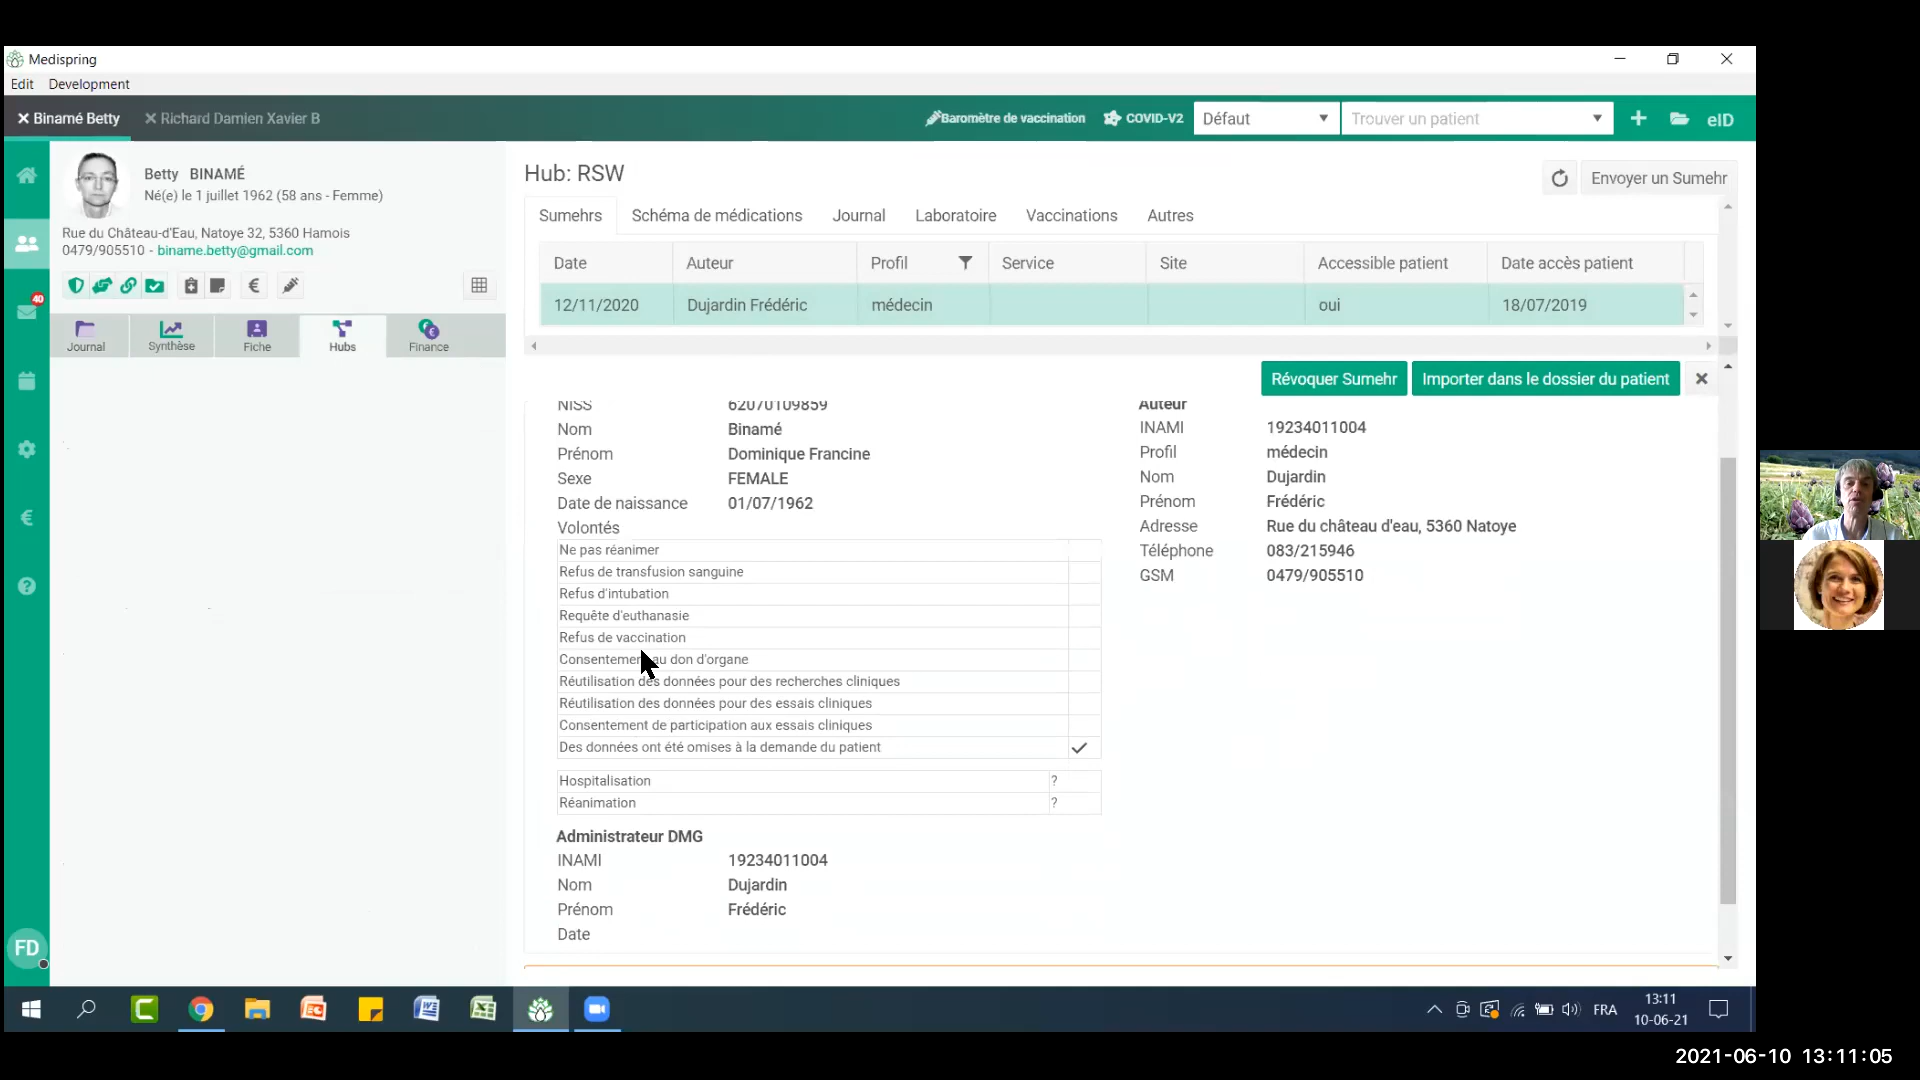 Medispring
Edit Development
Binamé Betty
Richard Damien Xavier B
Baromètre de vaccination
COVID-V2
Défaut
Trouver un patient
eID
Betty BINAMÉ
Né(e) le 1 juillet 1962 (58 ans - Femme)
Rue du Château-d'Eau, Natoye 32, 5360 Hamois
0479/905510 - biname.betty@gmail.com
40
Journal
Synthèse
Fiche
Hubs
Finance
FD
Hub: RSW
Envoyer un Sumehr
Sumehrs Schéma de médications Journal Laboratoire Vaccinations Autres
Date Auteur Profil Service Site Accessible patient Date accès patient
12/11/2020 Dujardin Frédéric médecin oui 18/07/2019
Révoquer Sumehr
Importer dans le dossier du patient
NISS 62070109859
Nom Binamé
Prénom Dominique Francine
Sexe FEMALE
Date de naissance 01/07/1962
Volontés
Ne pas réanimer
Refus de transfusion sanguine
Refus d'intubation
Requête d'euthanasie
Refus de vaccination
Consentement au don d'organe
Réutilisation des données pour des recherches cliniques
Réutilisation des données pour des essais cliniques
Consentement de participation aux essais cliniques
Des données ont été omises à la demande du patient
Hospitalisation ?
Réanimation ?
Administrateur DMG
INAMI 19234011004
Nom Dujardin
Prénom Frédéric
Date
Auteur
INAMI 19234011004
Profil médecin
Nom Dujardin
Prénom Frédéric
Adresse Rue du château d'eau, 5360 Natoye
Téléphone 083/215946
GSM 0479/905510
FRA
13:11
10-06-21
2021-06-10 13:11:05